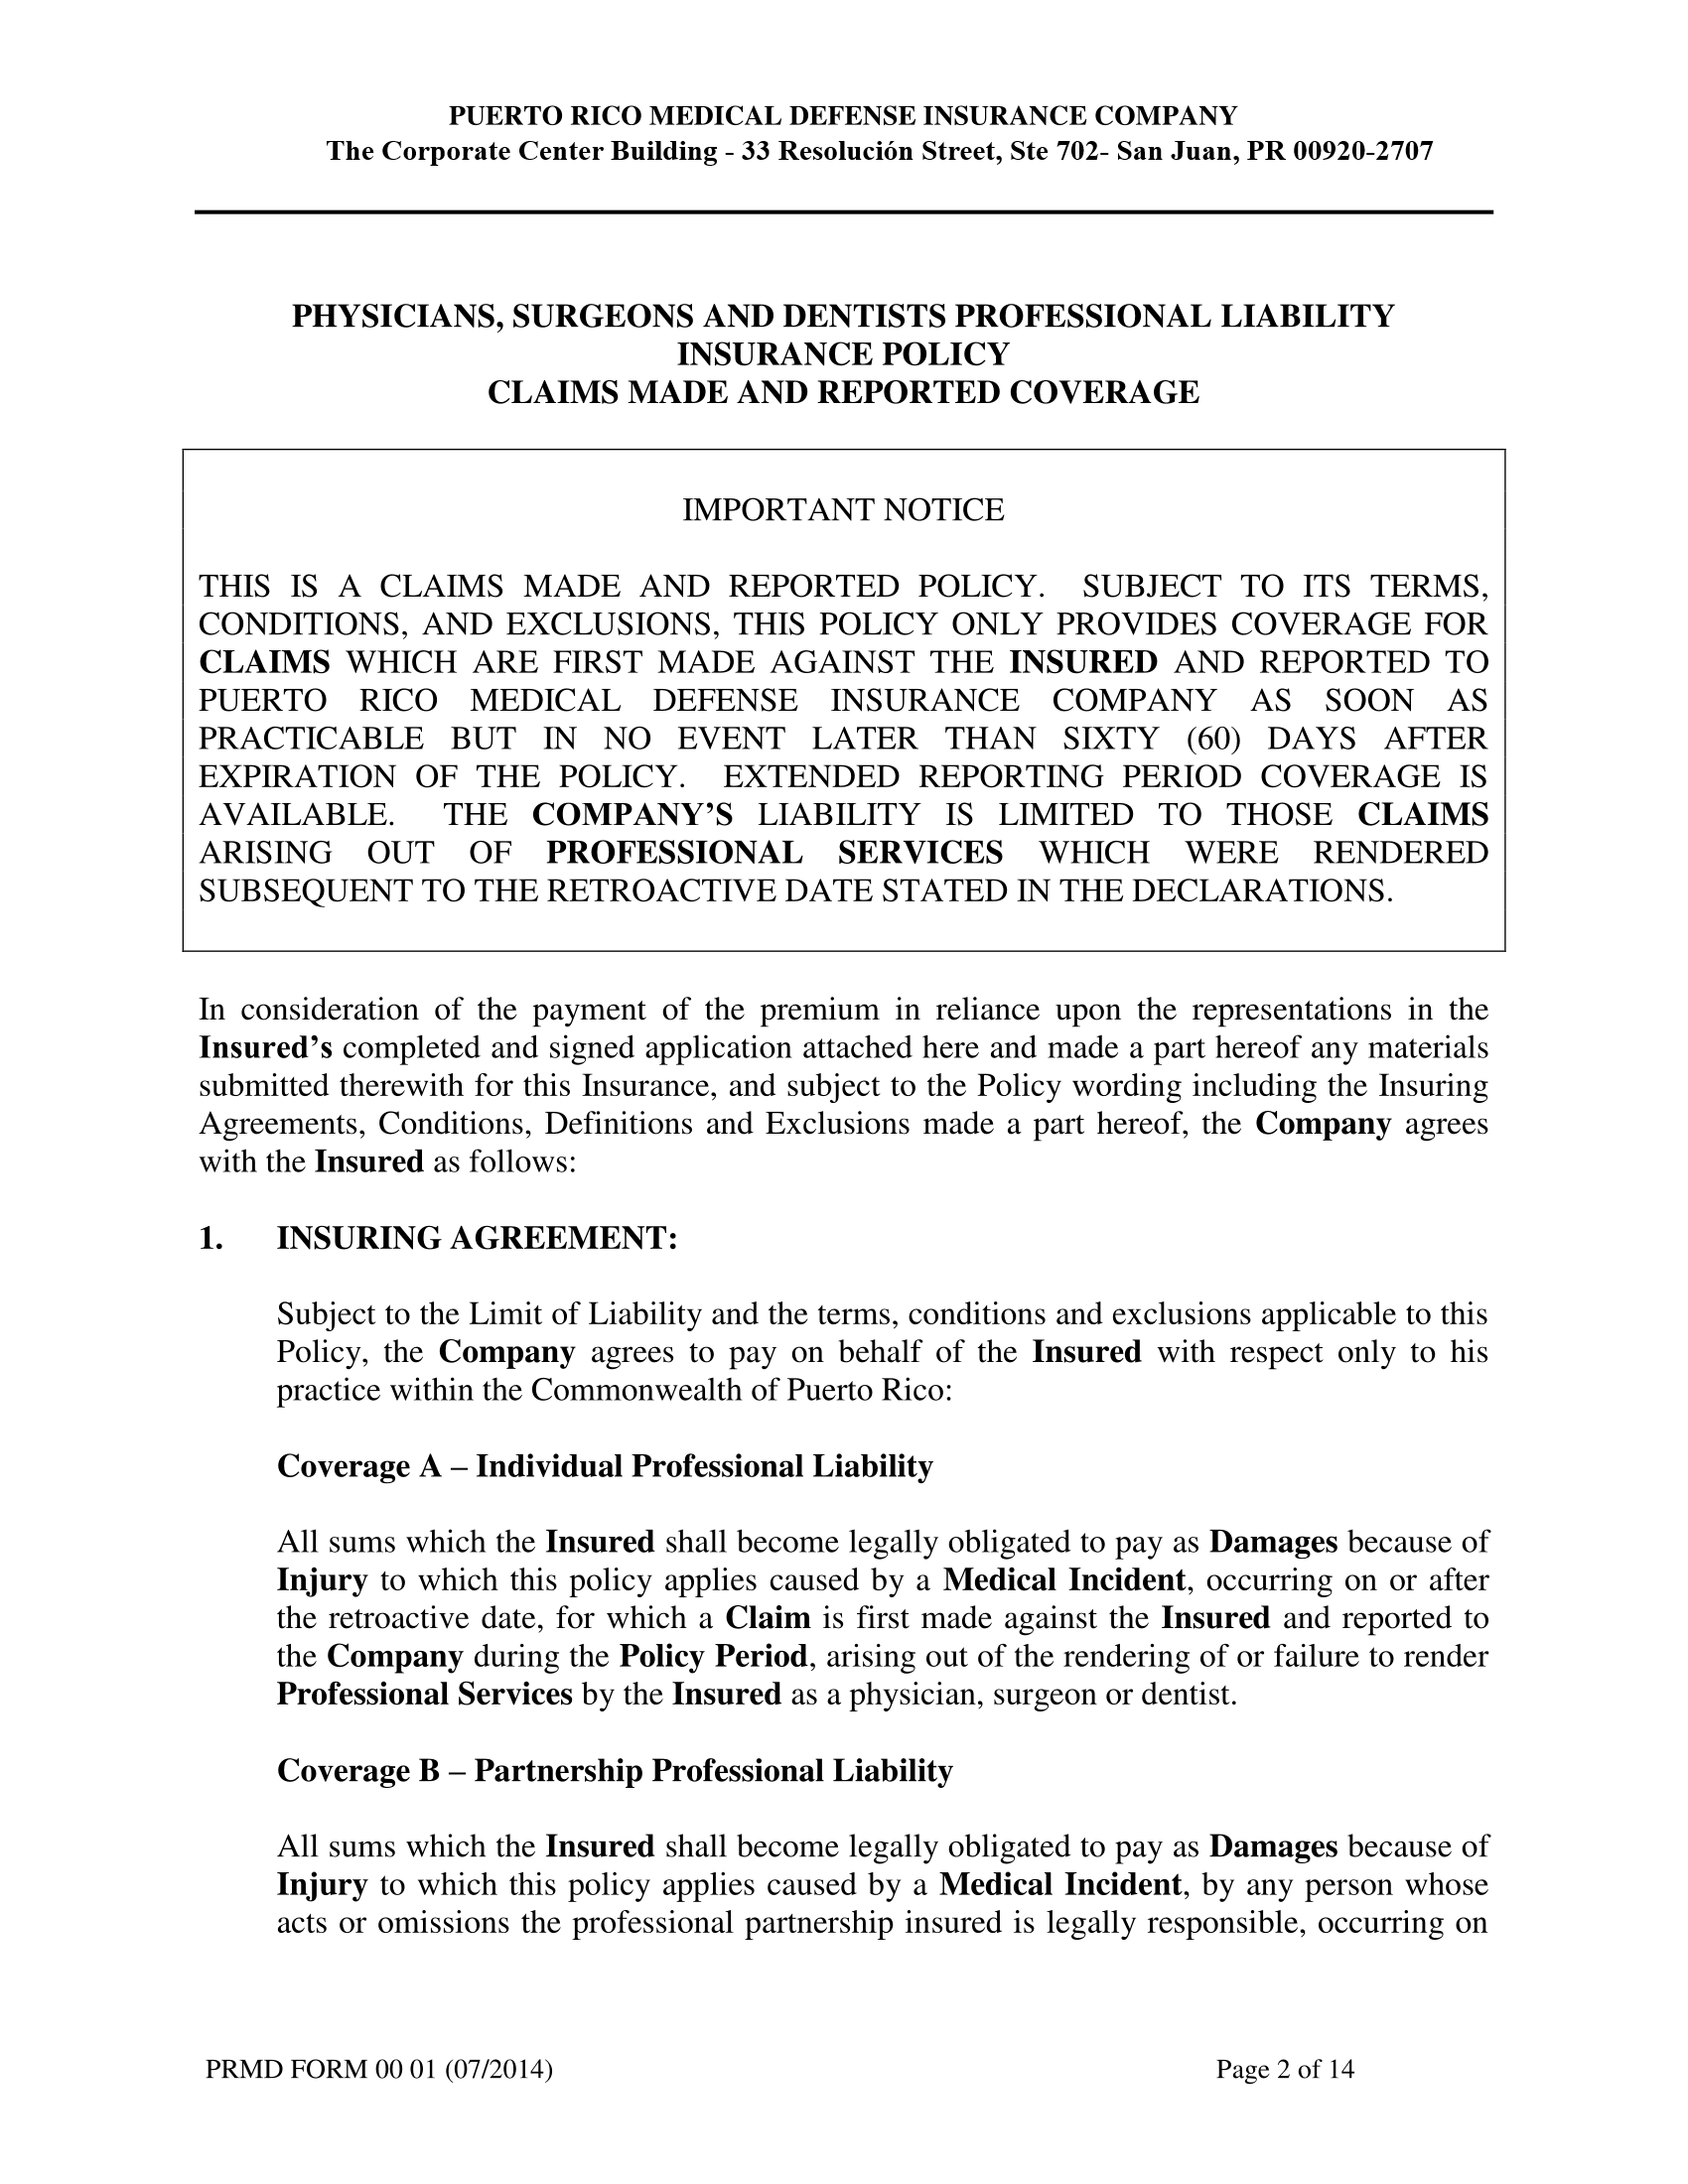 PUERTO RICO MEDICAL DEFENSE INSURANCE COMPANY
The Corporate Center Building - 33 Resolución Street, Ste 702- San Juan, PR 00920-2707
PHYSICIANS, SURGEONS AND DENTISTS PROFESSIONAL LIABILITY
INSURANCE POLICY
CLAIMS MADE AND REPORTED COVERAGE
IMPORTANT NOTICE
THIS IS A CLAIMS MADE AND REPORTED POLICY. SUBJECT TO ITS TERMS,
CONDITIONS, AND EXCLUSIONS, THIS POLICY ONLY PROVIDES COVERAGE FOR
CLAIMS WHICH ARE FIRST MADE AGAINST THE INSURED AND REPORTED TO
PUERTO RICO MEDICAL DEFENSE INSURANCE COMPANY AS SOON AS
PRACTICABLE BUT IN NO EVENT LATER THAN SIXTY (60) DAYS AFTER
EXPIRATION OF THE POLICY. EXTENDED REPORTING PERIOD COVERAGE IS
AVAILABLE. THE COMPANY'S LIABILITY IS LIMITED TO THOSE CLAIMS
ARISING OUT OF PROFESSIONAL SERVICES WHICH WERE RENDERED
SUBSEQUENT TO THE RETROACTIVE DATE STATED IN THE DECLARATIONS.
In consideration of the payment of the premium in reliance upon the representations in the
Insured's completed and signed application attached here and made a part hereof any materials
submitted therewith for this Insurance, and subject to the Policy wording including the Insuring
Agreements, Conditions, Definitions and Exclusions made a part hereof, the Company agrees
with the Insured as follows:
1. INSURING AGREEMENT:
Subject to the Limit of Liability and the terms, conditions and exclusions applicable to this
Policy, the Company agrees to pay on behalf of the Insured with respect only to his
practice within the Commonwealth of Puerto Rico:
Coverage A – Individual Professional Liability
All sums which the Insured shall become legally obligated to pay as Damages because of
Injury to which this policy applies caused by a Medical Incident, occurring on or after
the retroactive date, for which a Claim is first made against the Insured and reported to
the Company during the Policy Period, arising out of the rendering of or failure to render
Professional Services by the Insured as a physician, surgeon or dentist.
Coverage B – Partnership Professional Liability
All sums which the Insured shall become legally obligated to pay as Damages because of
Injury to which this policy applies caused by a Medical Incident, by any person whose
acts or omissions the professional partnership insured is legally responsible, occurring on
PRMD FORM 00 01 (07/2014) Page 2 of 14